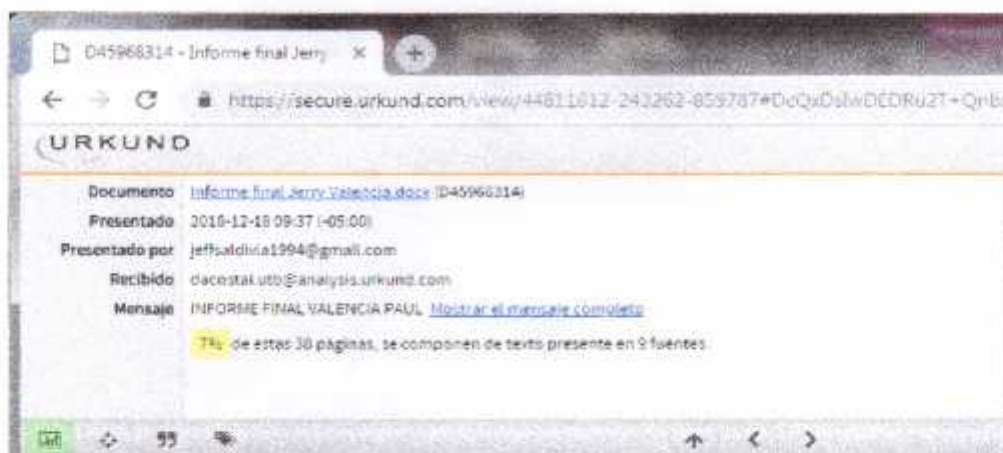 D45968314 - Informe final Jerry
https://secure.urkund.com/view/44811612-243262-859787#
URKUND
Documento Informe final Jerry Valencia.docx (D45968314)
Presentado 2018-12-18 09:37 (-05:00)
Presentado por jeffsaldivia1994@gmail.com
Recibido dacostal.utb@analysis.urkund.com
Mensaje INFORME FINAL VALENCIA PAUL Mostrar el mensaje completo
7% de estas 38 páginas, se componen de texto presente en 9 fuentes.